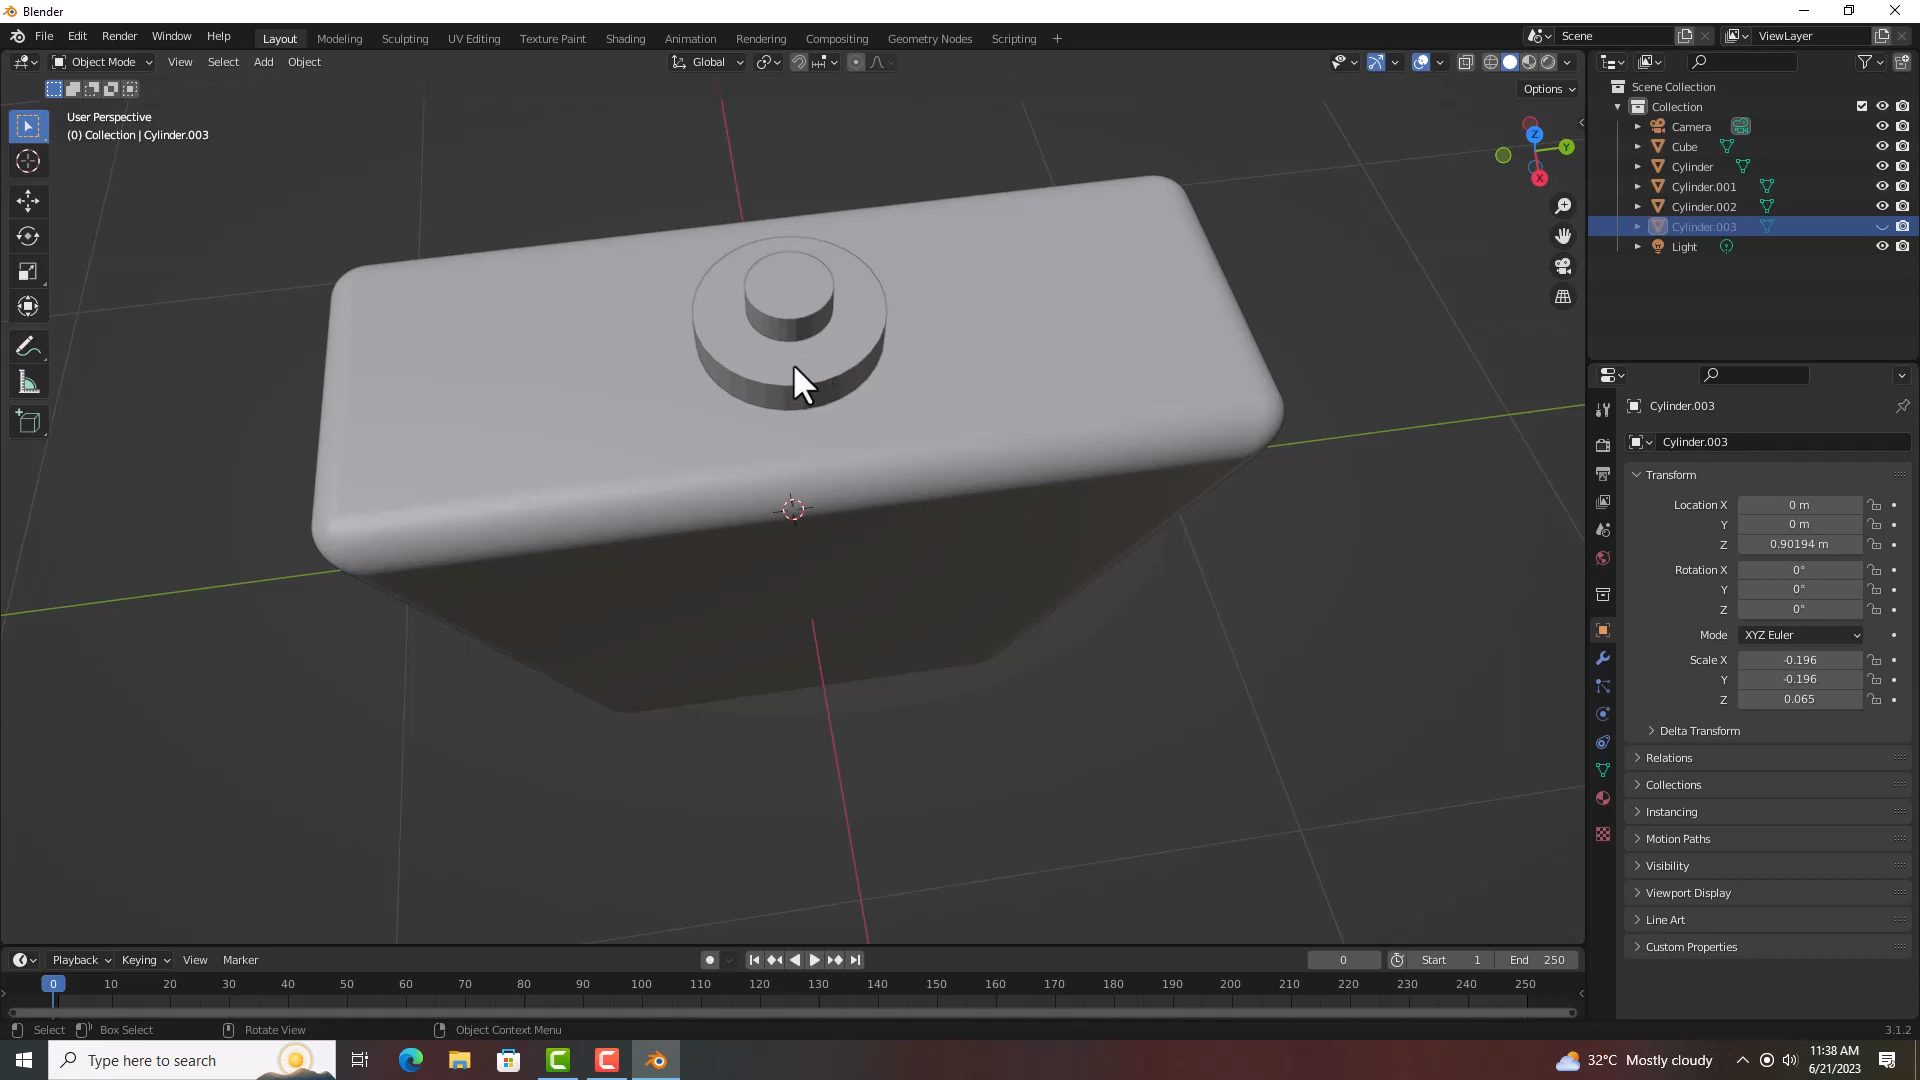 Blender
File Edit Render Window Help
Layout Modeling Sculpting UV Editing Texture Paint Shading Animation Rendering Compositing Geometry Nodes Scripting +
Scene
ViewLayer
Object Mode View Select Add Object
Global
Options
User Perspective
(0) Collection | Cylinder.003
Z
Y
X
Scene Collection
Collection
Camera
Cube
Cylinder
Cylinder.001
Cylinder.002
Cylinder.003
Light
Cylinder.003
Cylinder.003
Transform
Location X 0 m
Y 0 m
Z 0.90194 m
Rotation X 0°
Y 0°
Z 0°
Mode XYZ Euler
Scale X -0.196
Y -0.196
Z 0.065
Delta Transform
Relations
Collections
Instancing
Motion Paths
Visibility
Viewport Display
Line Art
Custom Properties
Playback Keying View Marker
0
Start 1
End 250
0 10 20 30 40 50 60 70 80 90 100 110 120 130 140 150 160 170 180 190 200 210 220 230 240 250
Select Box Select Rotate View Object Context Menu
3.1.2
Type here to search
32°C Mostly cloudy
11:38 AM
6/21/2023